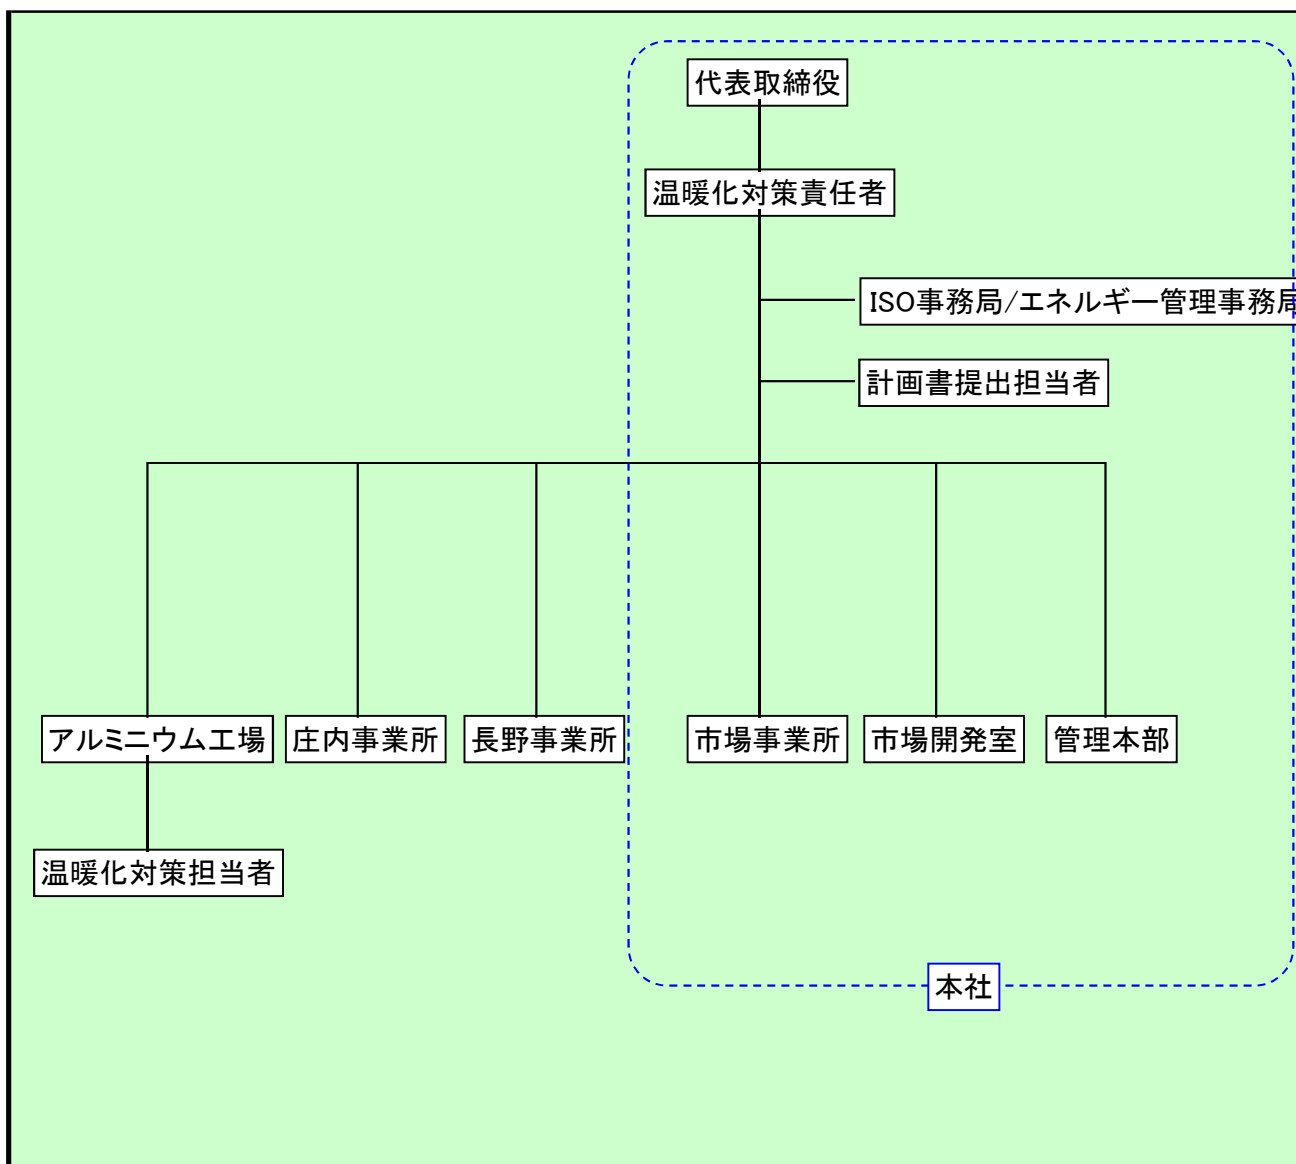 代表取締役
温暖化対策責任者
ISO事務局/エネルギー管理事務局
計画書提出担当者
アルミニウム工場
庄内事業所
長野事業所
市場事業所
市場開発室
管理本部
温暖化対策担当者
本社